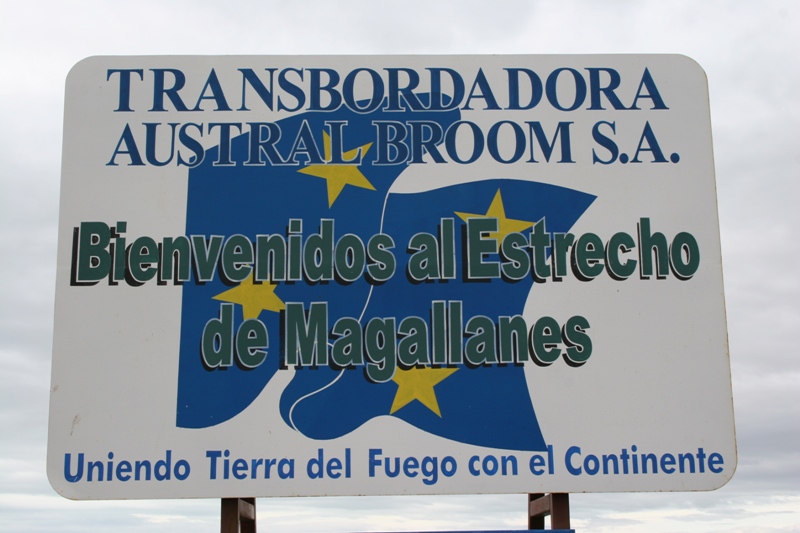 TRANSBORDADORA
AUSTRAL BROOM S.A.
Bienvenidos al Estrecho
de Magallanes
Uniendo Tierra del Fuego con el Continente